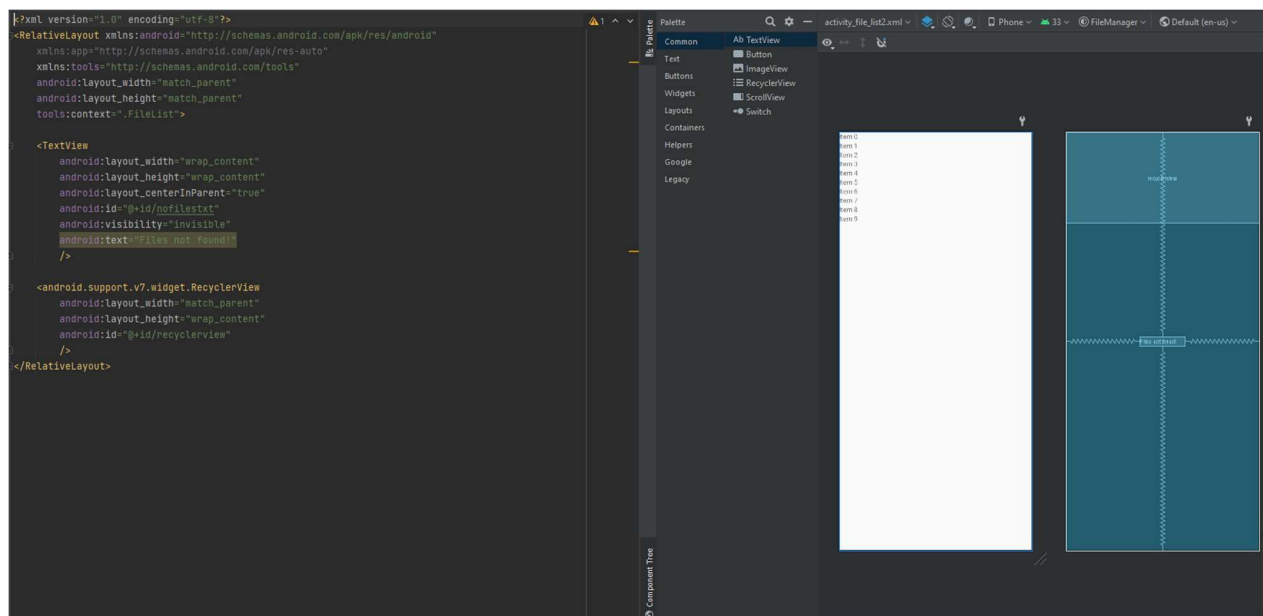 <?xml version="1.0" encoding="utf-8"?>
<RelativeLayout xmlns:android="http://schemas.android.com/apk/res/android"
xmlns:app="http://schemas.android.com/apk/res-auto"
xmlns:tools="http://schemas.android.com/tools"
android:layout_width="match_parent"
android:layout_height="match_parent"
tools:context=".FileList">
<TextView
android:layout_width="wrap_content"
android:layout_height="wrap_content"
android:layout_centerInParent="true"
android:id="@+id/nofilestxt"
android:visibility="invisible"
android:text="Files not found!"
/>
<android.support.v7.widget.RecyclerView
android:layout_width="match_parent"
android:layout_height="wrap_content"
android:id="@+id/recyclerview"
/>
</RelativeLayout>
1
Palette
Component Tree
Palette
Common
Text
Buttons
Widgets
Layouts
Containers
Helpers
Google
Legacy
Ab TextView
Button
ImageView
RecyclerView
ScrollView
Switch
activity_file_list2.xml
Phone
33
FileManager
Default (en-us)
Item 0
Item 1
Item 2
Item 3
Item 4
Item 5
Item 6
Item 7
Item 8
Item 9